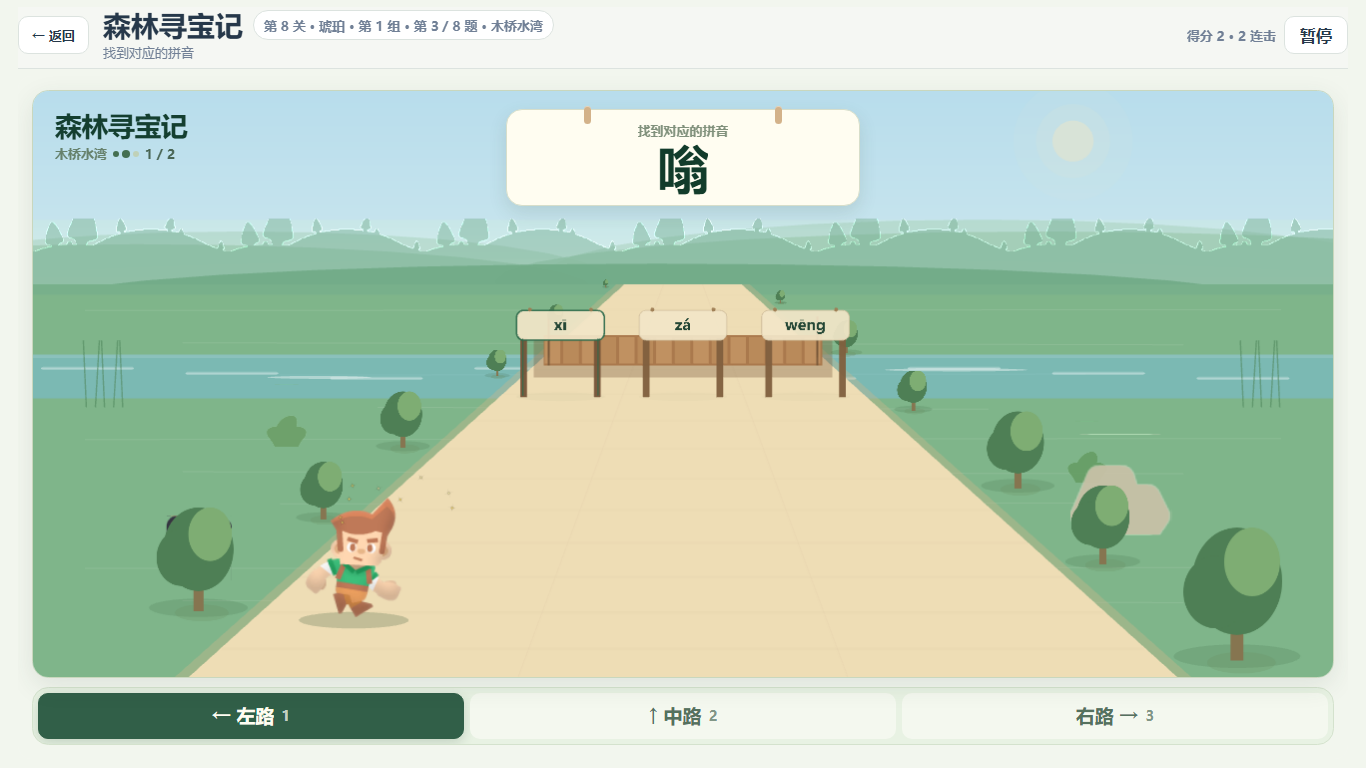 ← 返回
森林寻宝记
第 8 关 • 琥珀 • 第 1 组 • 第 3 / 8 题 • 木桥水湾
找到对应的拼音
得分 2 • 2 连击
暂停
森林寻宝记
木桥水湾 1 / 2
找到对应的拼音
嗡
xī
zá
wēng
← 左路 1
↑ 中路 2
右路 → 3